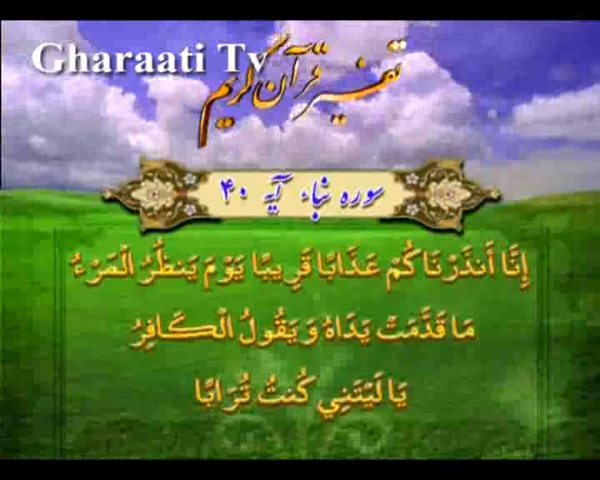 Gharaati Tv
تفسیر قرآن کریم
سوره نباء آیه ۴۰
إِنَّا أَنذَرْنَاكُمْ عَذَابًا قَرِيبًا يَوْمَ يَنظُرُ الْمَرْءُ
مَا قَدَّمَتْ يَدَاهُ وَيَقُولُ الْكَافِرُ
يَا لَيْتَنِي كُنتُ تُرَابًا